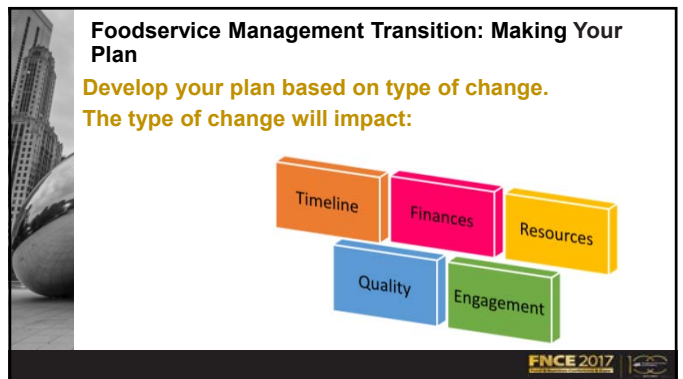 Foodservice Management Transition: Making Your
Plan
Develop your plan based on type of change.
The type of change will impact:
Timeline
Finances
Resources
Quality
Engagement
FNCE 2017